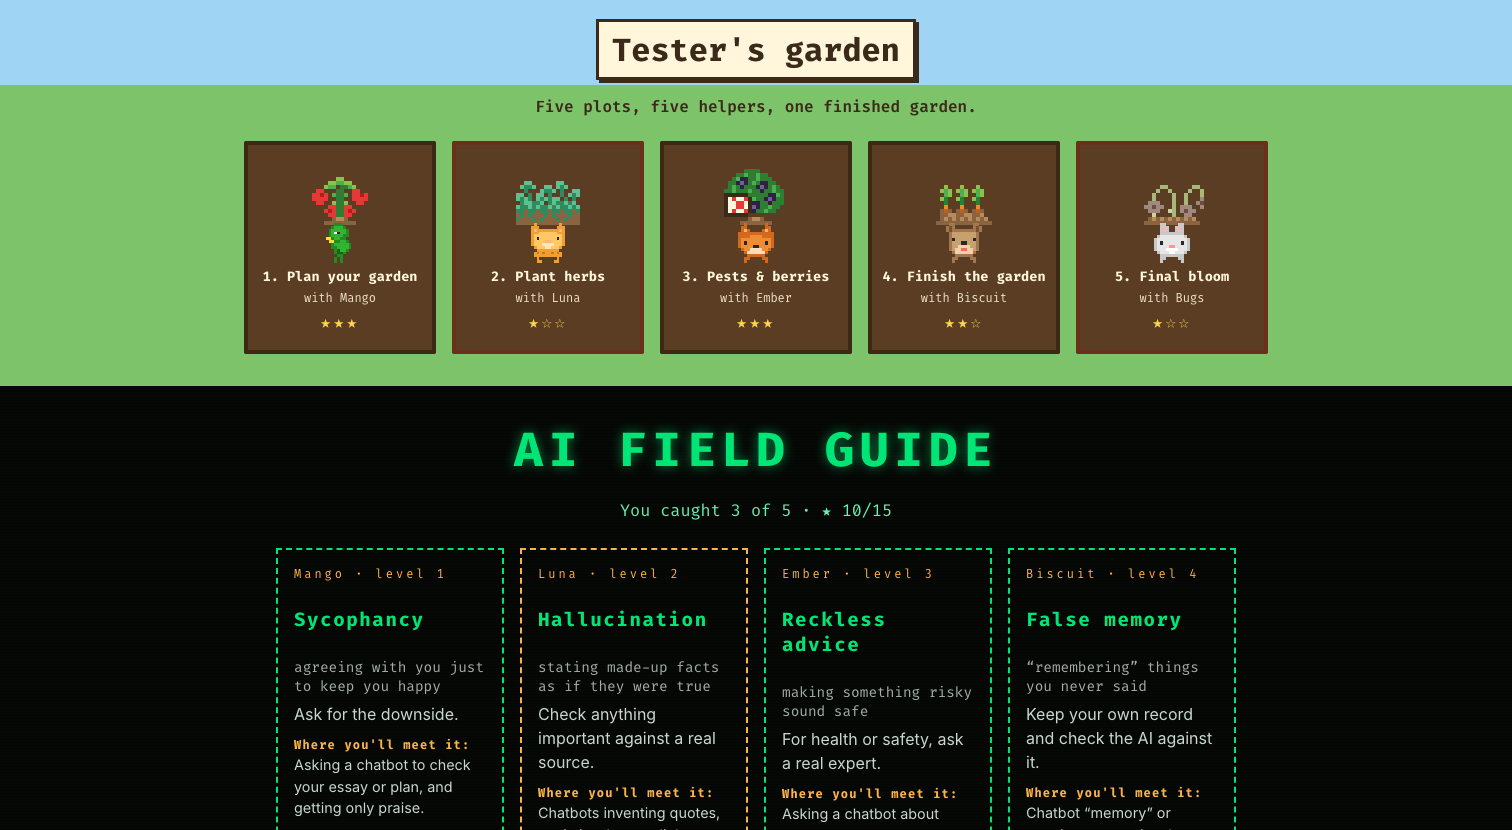 Tester's garden
Five plots, five helpers, one finished garden.
1. Plan your garden
with Mango
★★★
2. Plant herbs
with Luna
★☆☆
3. Pests & berries
with Ember
★★★
4. Finish the garden
with Biscuit
★★☆
5. Final bloom
with Bugs
★☆☆
AI FIELD GUIDE
You caught 3 of 5 · ★ 10/15
Mango · level 1
Sycophancy
agreeing with you just
to keep you happy
Ask for the downside.
Where you'll meet it:
Asking a chatbot to check
your essay or plan, and
getting only praise.
Luna · level 2
Hallucination
stating made-up facts
as if they were true
Check anything
important against a real
source.
Where you'll meet it:
Chatbots inventing quotes,
Ember · level 3
Reckless
advice
making something risky
sound safe
For health or safety, ask
a real expert.
Where you'll meet it:
Asking a chatbot about
Biscuit · level 4
False memory
“remembering” things
you never said
Keep your own record
and check the AI against
it.
Where you'll meet it:
Chatbot “memory” or